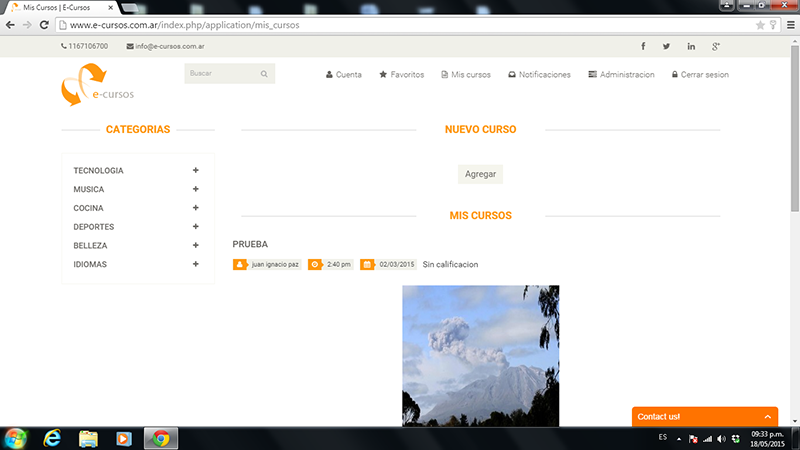 Mis Cursos | E-Cursos
www.e-cursos.com.ar/index.php/application/mis_cursos
1167106700 info@e-cursos.com.ar
e-cursos
Buscar
Cuenta Favoritos Mis cursos Notificaciones Administracion Cerrar sesion
CATEGORIAS
TECNOLOGIA
MUSICA
COCINA
DEPORTES
BELLEZA
IDIOMAS
NUEVO CURSO
Agregar
MIS CURSOS
PRUEBA
juan ignacio paz 2:40 pm 02/03/2015 Sin calificacion
Contact us!
ES
09:33 p.m.
18/05/2015